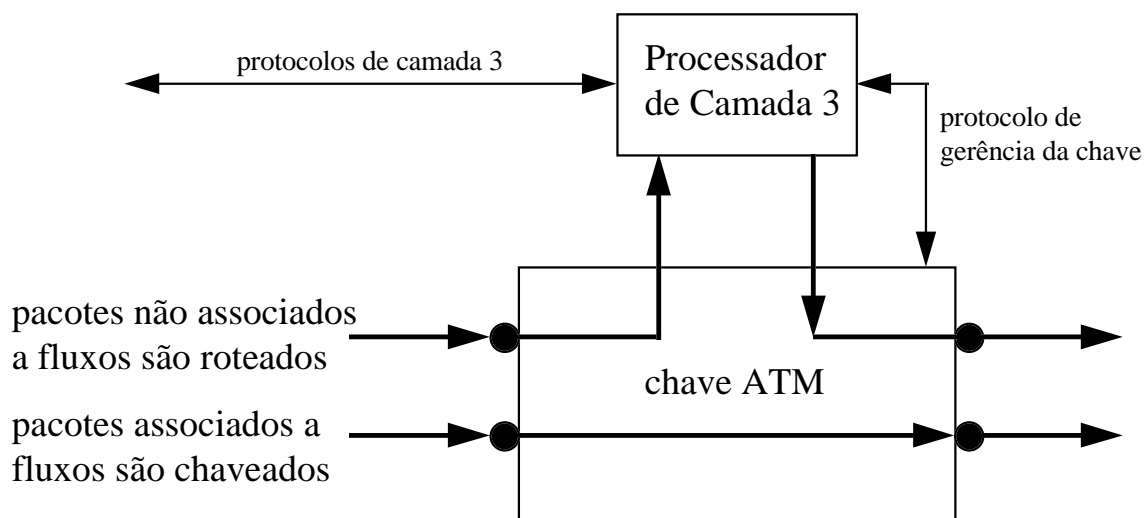 protocolos de camada 3
Processador
de Camada 3
protocolo de
gerência da chave
pacotes não associados
a fluxos são roteados
chave ATM
pacotes associados a
fluxos são chaveados